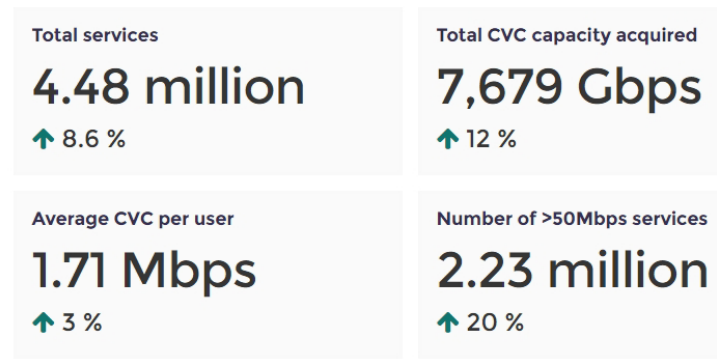 Total services
4.48 million
8.6 %
Total CVC capacity acquired
7,679 Gbps
12 %
Average CVC per user
1.71 Mbps
3 %
Number of >50Mbps services
2.23 million
20 %